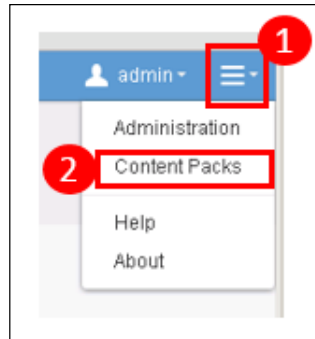 1
admin
Administration
2 Content Packs
Help
About